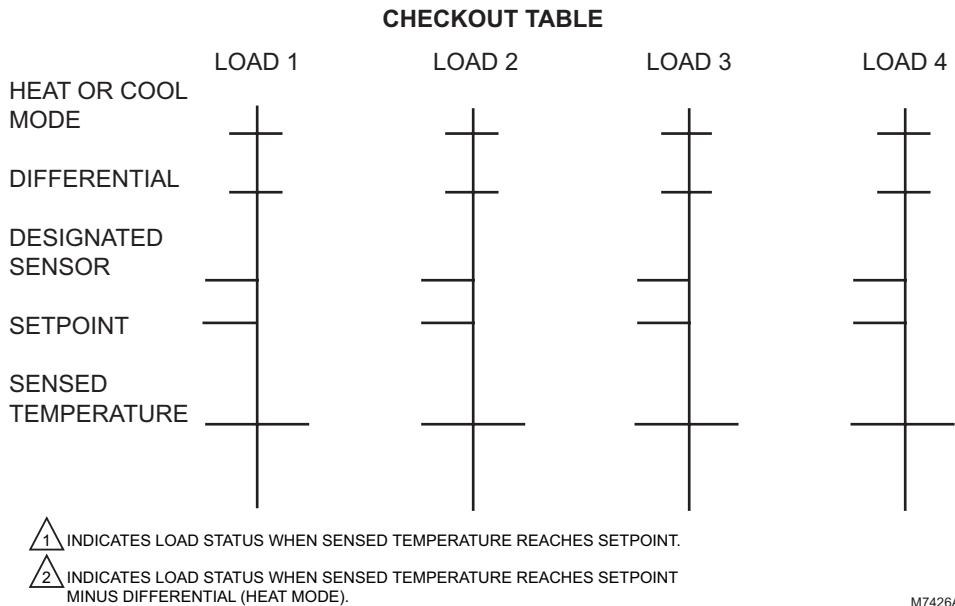 CHECKOUT TABLE
LOAD 1 LOAD 2 LOAD 3 LOAD 4
HEAT OR COOL
MODE
DIFFERENTIAL
DESIGNATED
SENSOR
SETPOINT
SENSED
TEMPERATURE
1 INDICATES LOAD STATUS WHEN SENSED TEMPERATURE REACHES SETPOINT.
2 INDICATES LOAD STATUS WHEN SENSED TEMPERATURE REACHES SETPOINT
MINUS DIFFERENTIAL (HEAT MODE).
M7426A